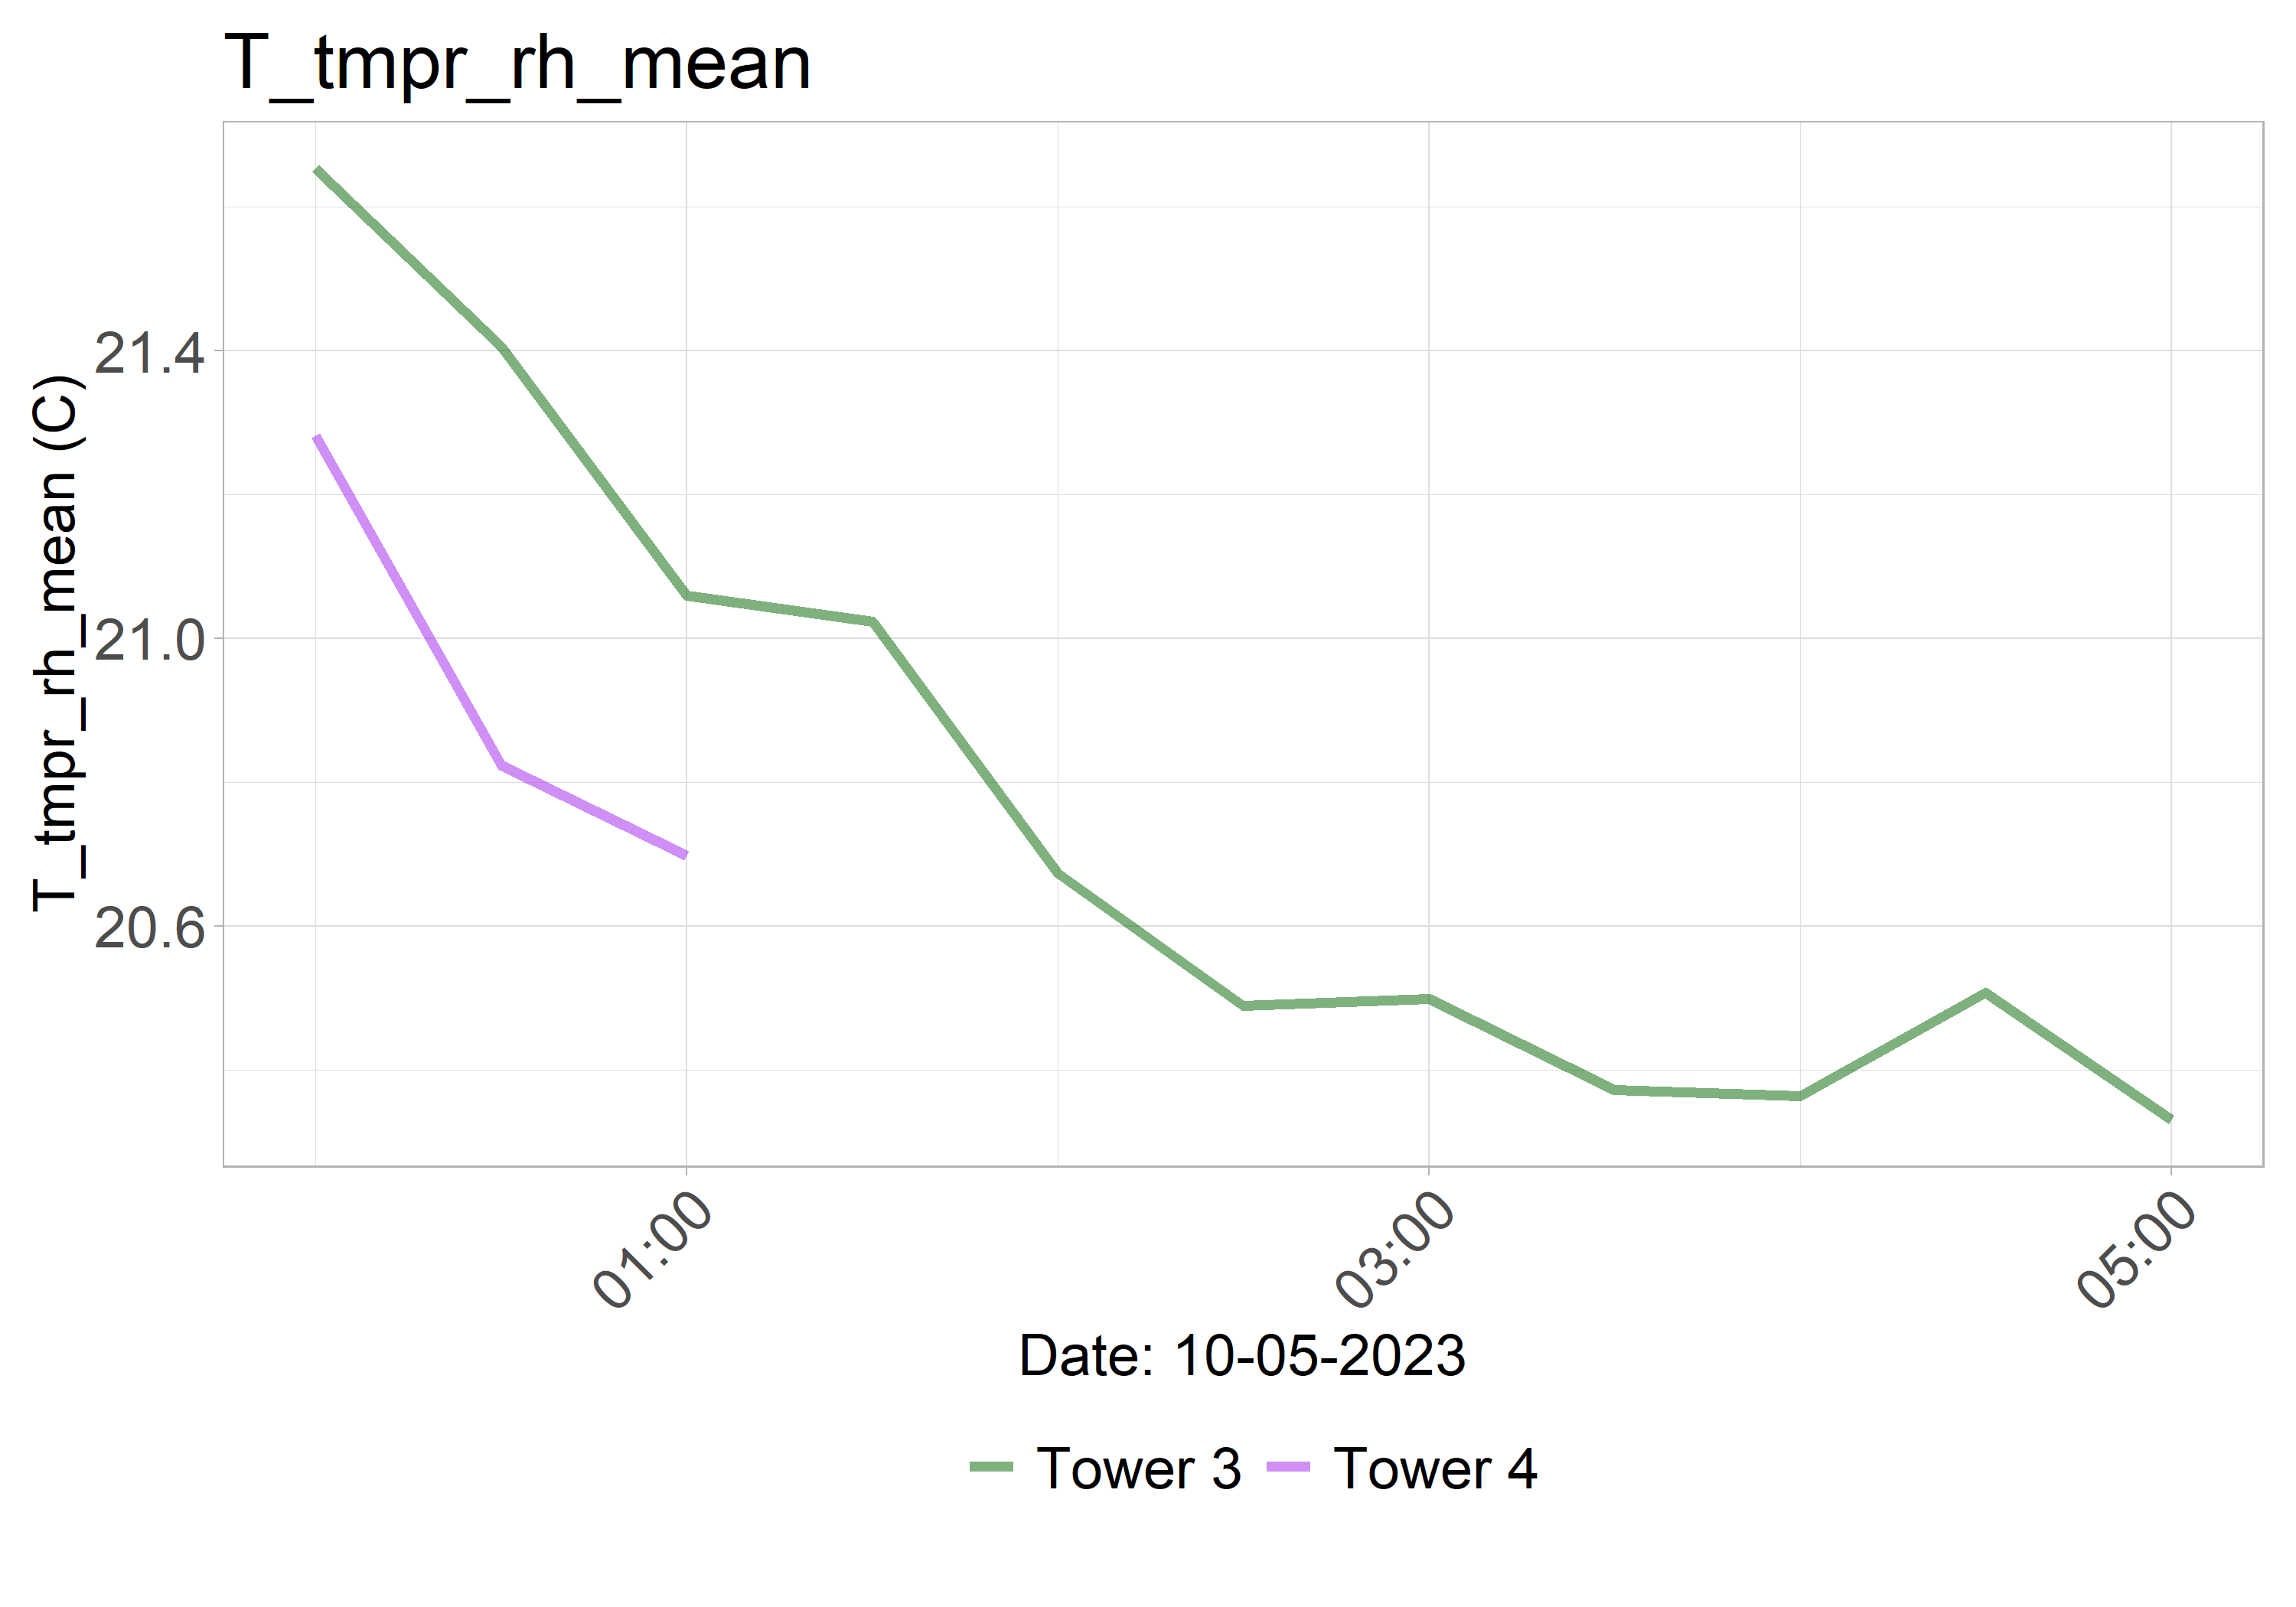 T_tmpr_rh_mean
T_tmpr_rh_mean (C)
21.4
21.0
20.6
01:00
03:00
05:00
Date: 10-05-2023
Tower 3
Tower 4